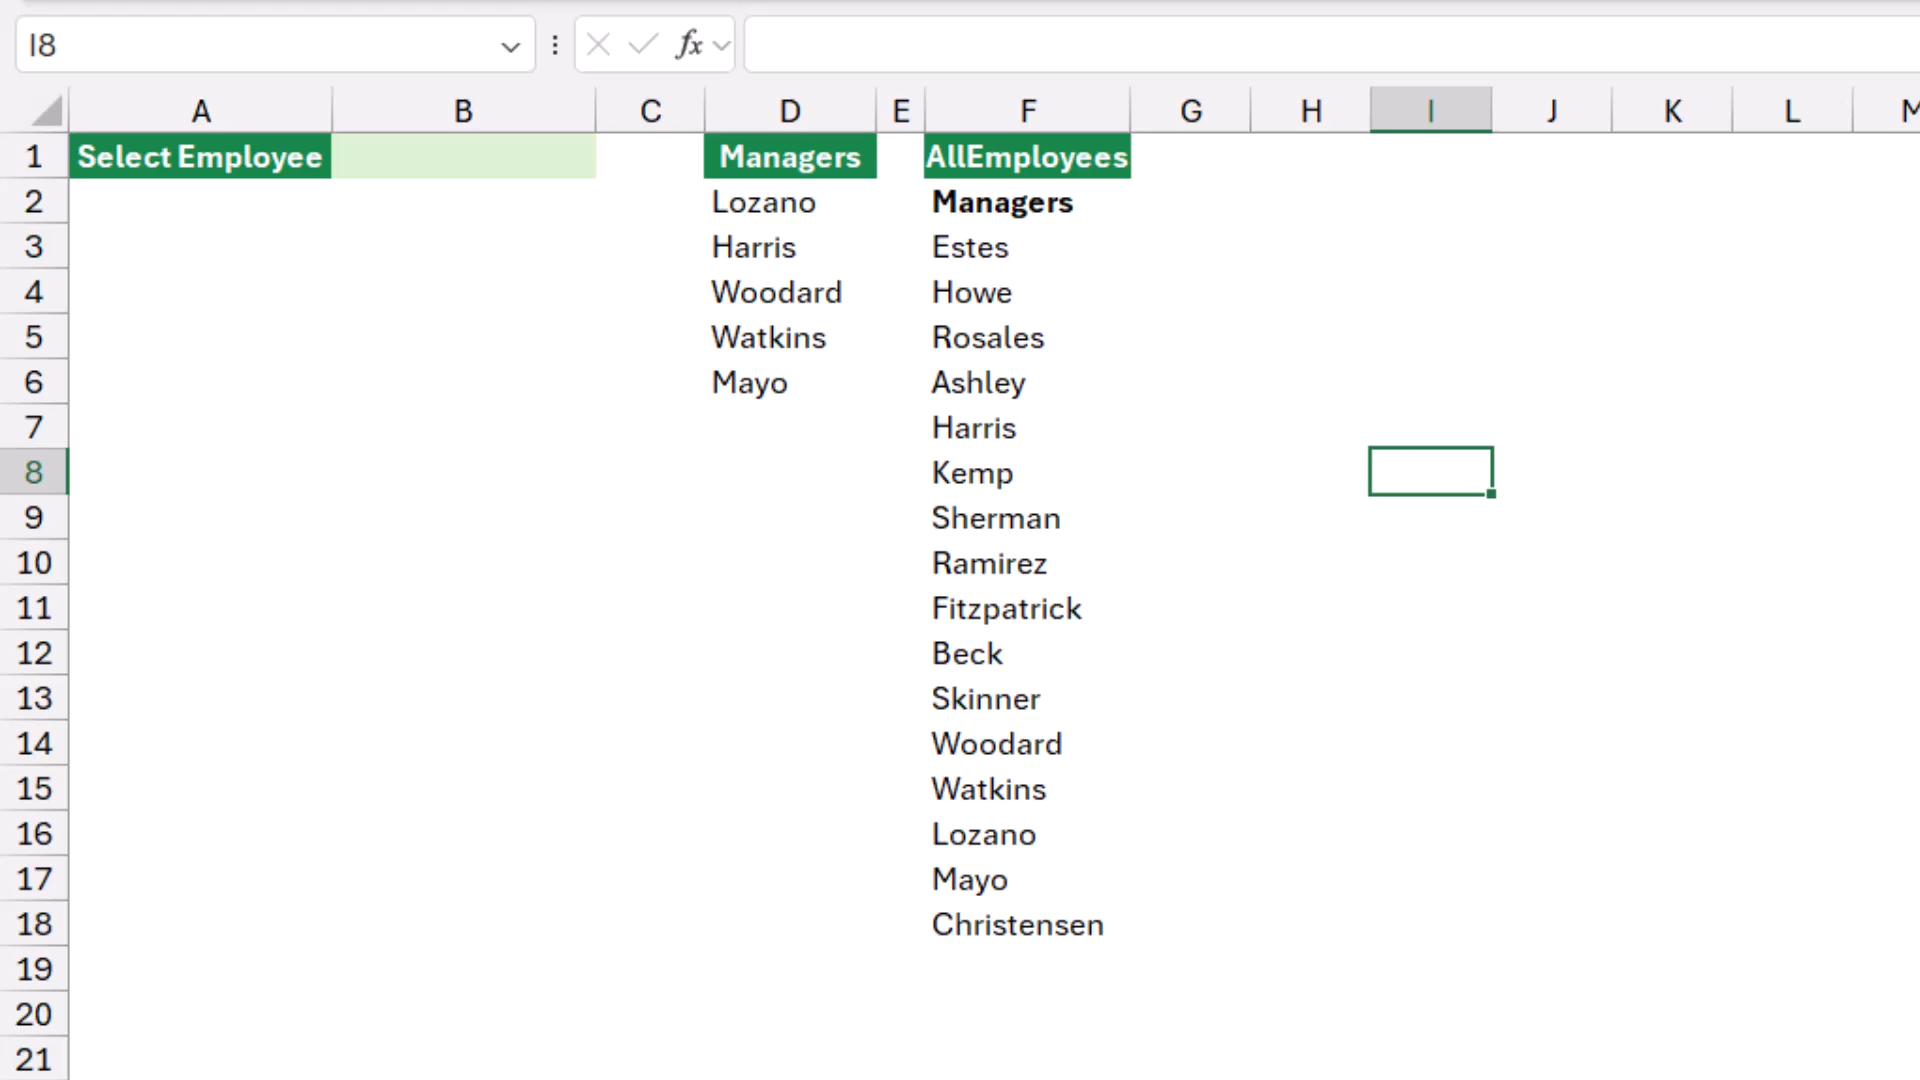 I8 fx
A B C D E F G H I J K L M
1 Select Employee Managers AllEmployees
2 Lozano Managers
3 Harris Estes
4 Woodard Howe
5 Watkins Rosales
6 Mayo Ashley
7 Harris
8 Kemp
9 Sherman
10 Ramirez
11 Fitzpatrick
12 Beck
13 Skinner
14 Woodard
15 Watkins
16 Lozano
17 Mayo
18 Christensen
19
20
21